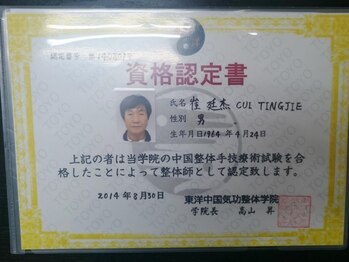 認定番号 第
資格認定書
氏名 崔 廷杰 CUI TINGJIE
性別 男
生年月日1964 年4月24日
上記の者は当学院の中国整体手技療術試験を合
格したことによって整体師として認定致します。
2014年8月30日
東洋中国気功整体学院
学院長 高山 昇